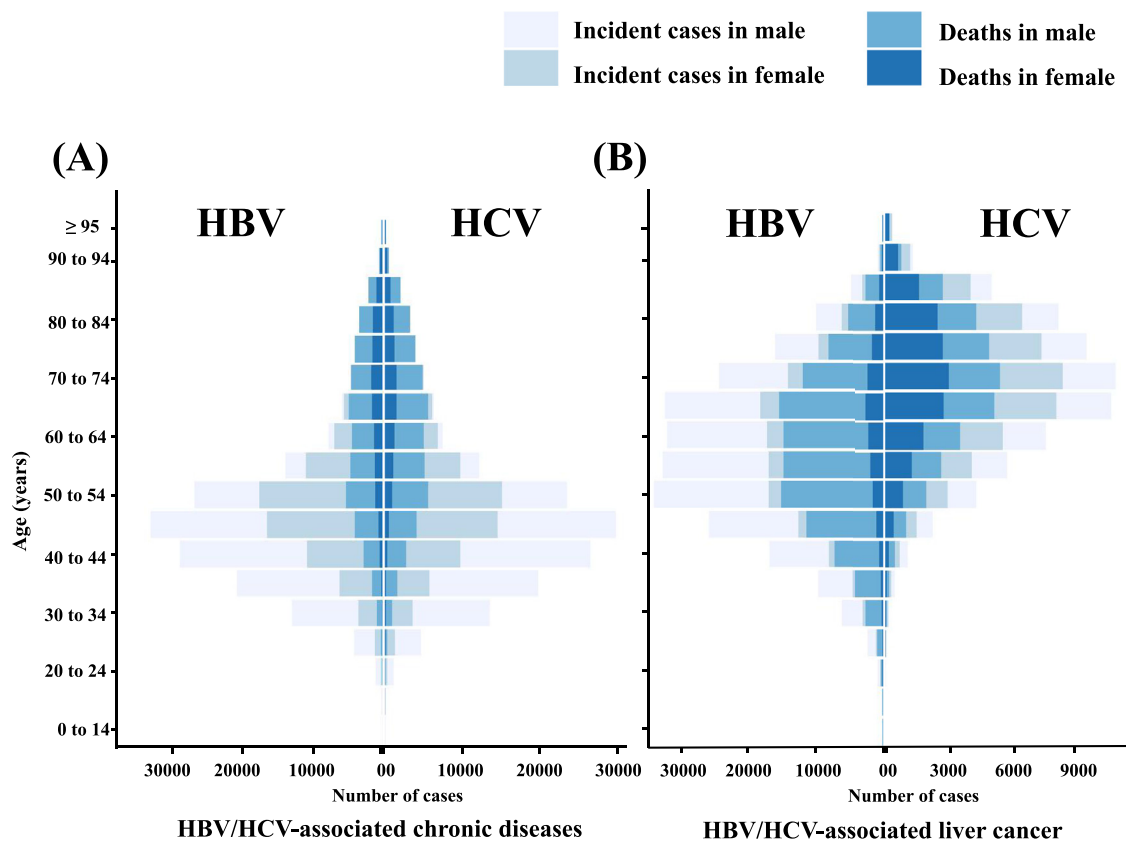 Incident cases in male
Deaths in male
Incident cases in female
Deaths in female
(A)
(B)
HBV
HCV
HBV
HCV
≥ 95
90 to 94
80 to 84
70 to 74
60 to 64
50 to 54
40 to 44
30 to 34
20 to 24
0 to 14
Age (years)
30000 20000 10000 00 10000 20000 30000
30000 20000 10000 00 3000 6000 9000
Number of cases
Number of cases
HBV/HCV-associated chronic diseases
HBV/HCV-associated liver cancer